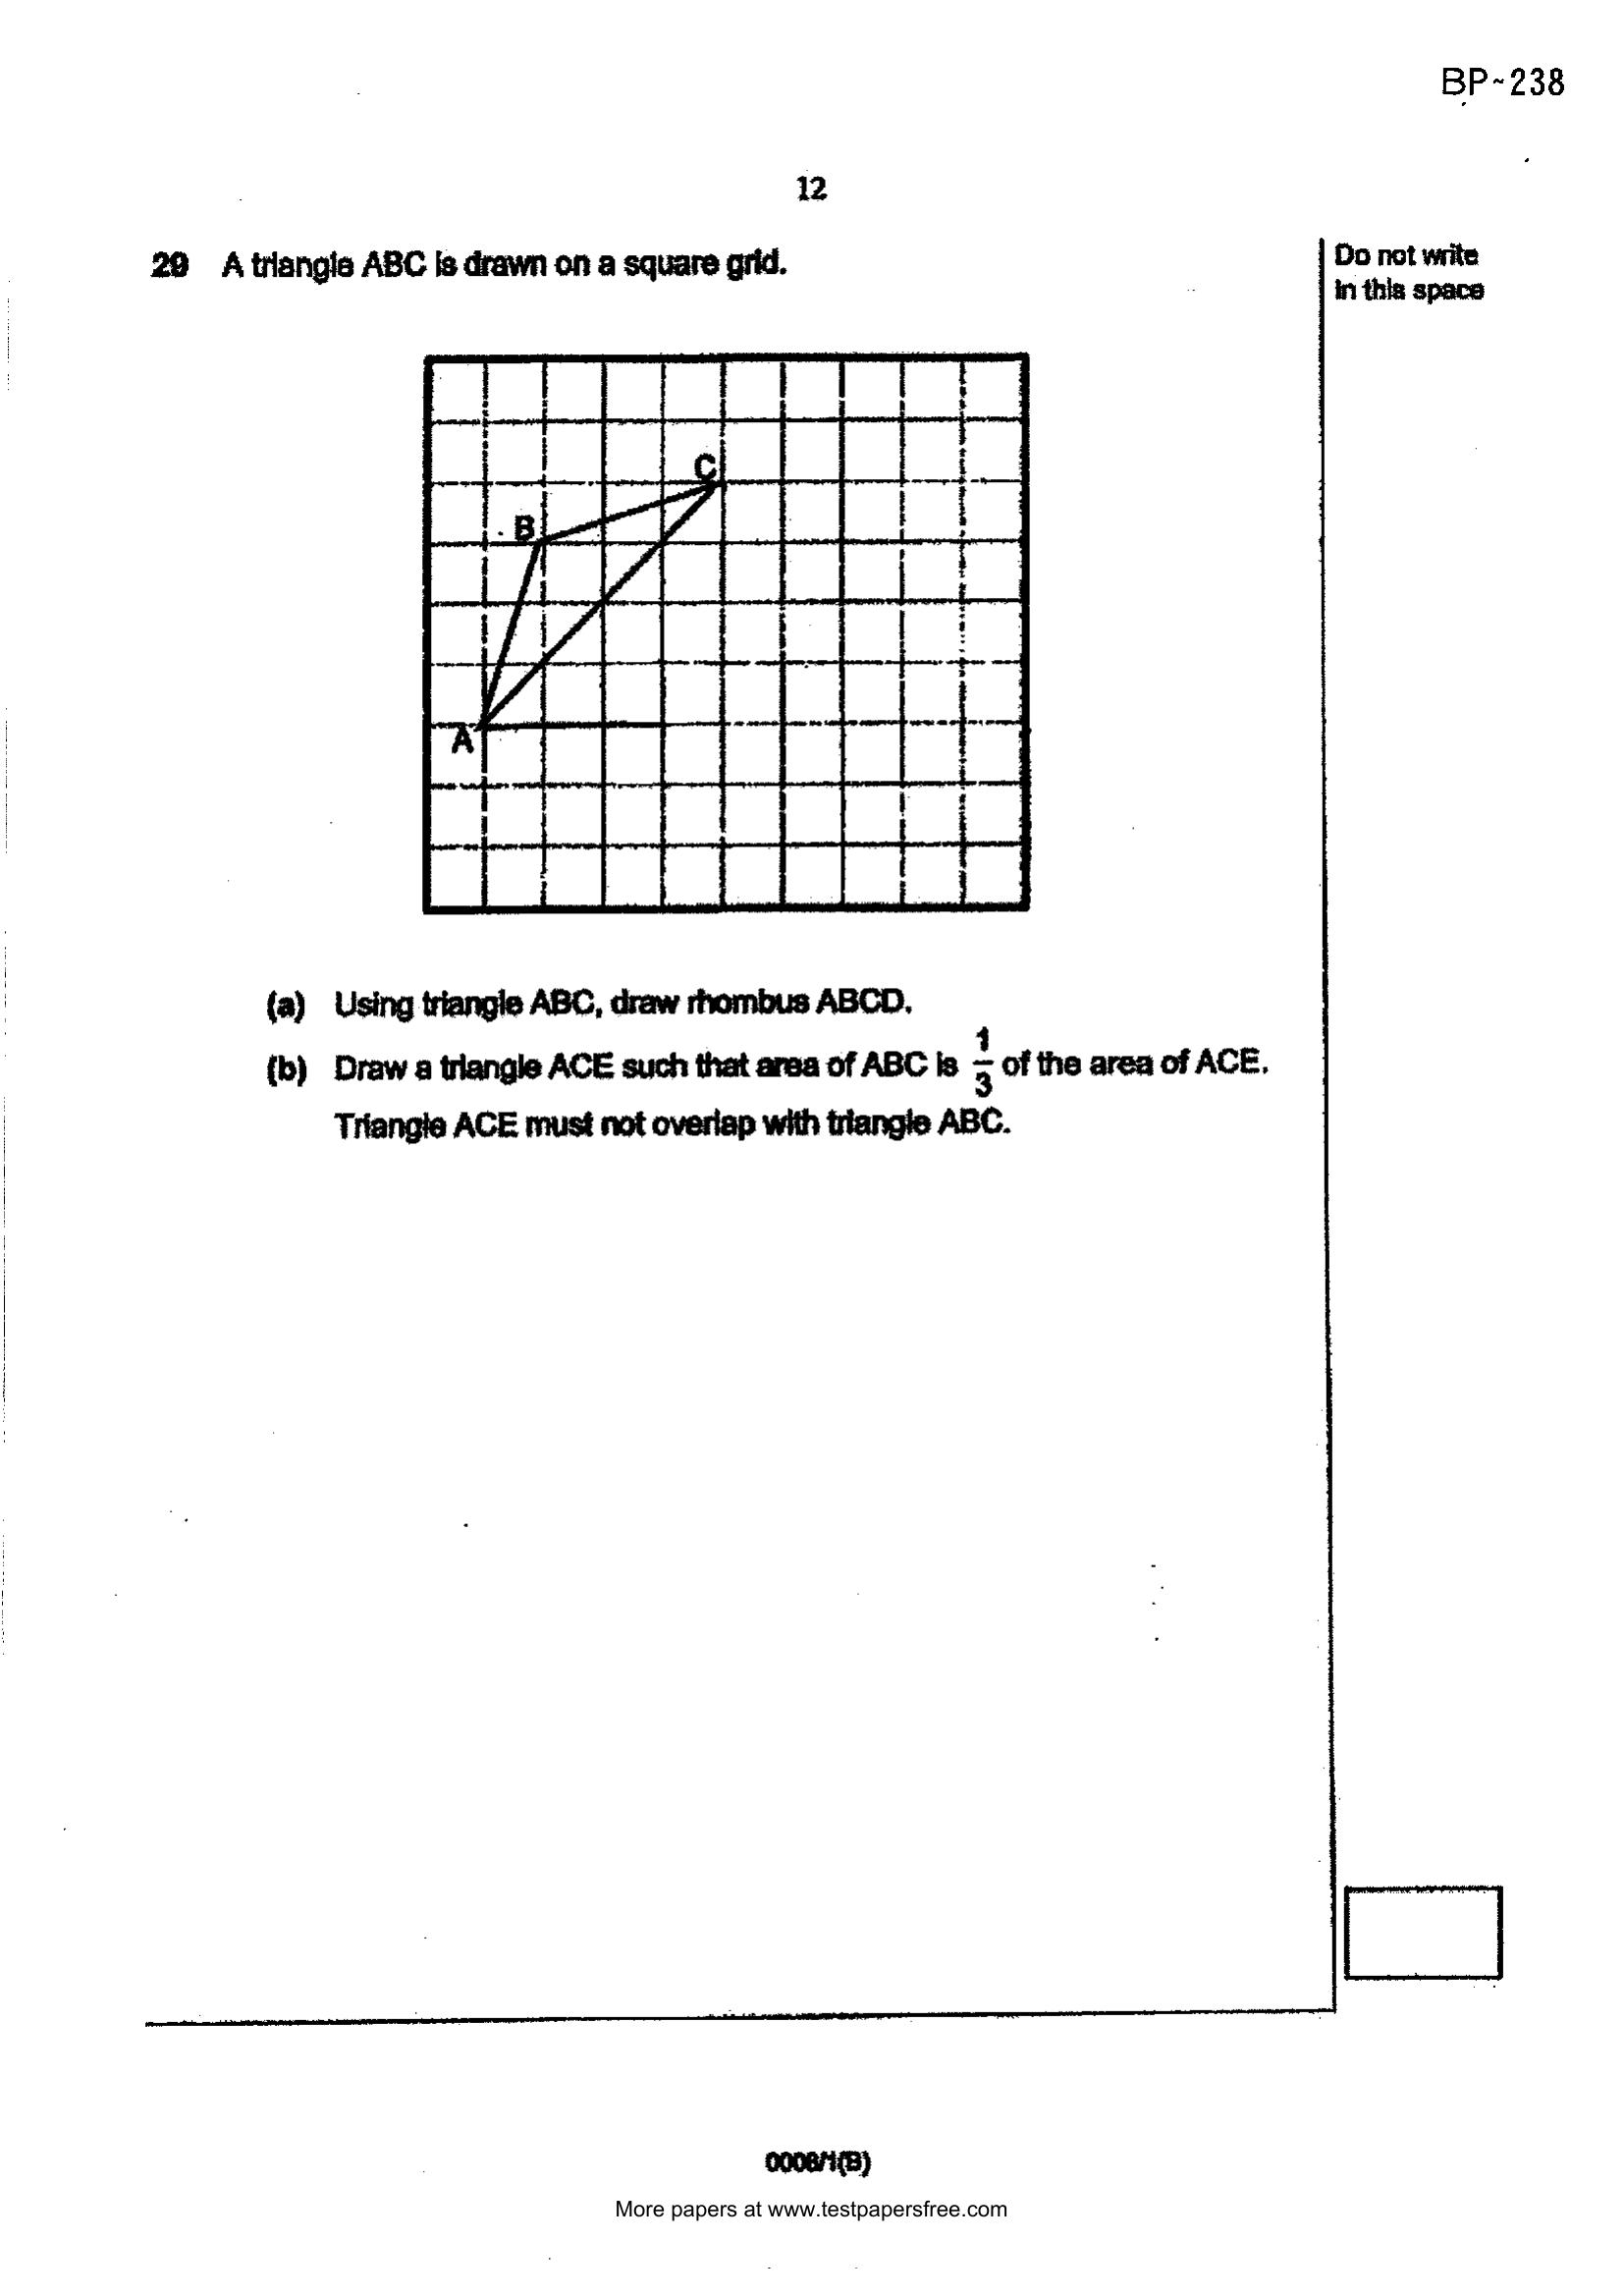 BP-238
12
29 A triangle ABC is drawn on a square grid.
Do not write
in this space
C
B
A
(a) Using triangle ABC, draw rhombus ABCD.
(b) Draw a triangle ACE such that area of ABC is 1/3 of the area of ACE.
Triangle ACE must not overlap with triangle ABC.
0008/1(B)
More papers at www.testpapersfree.com